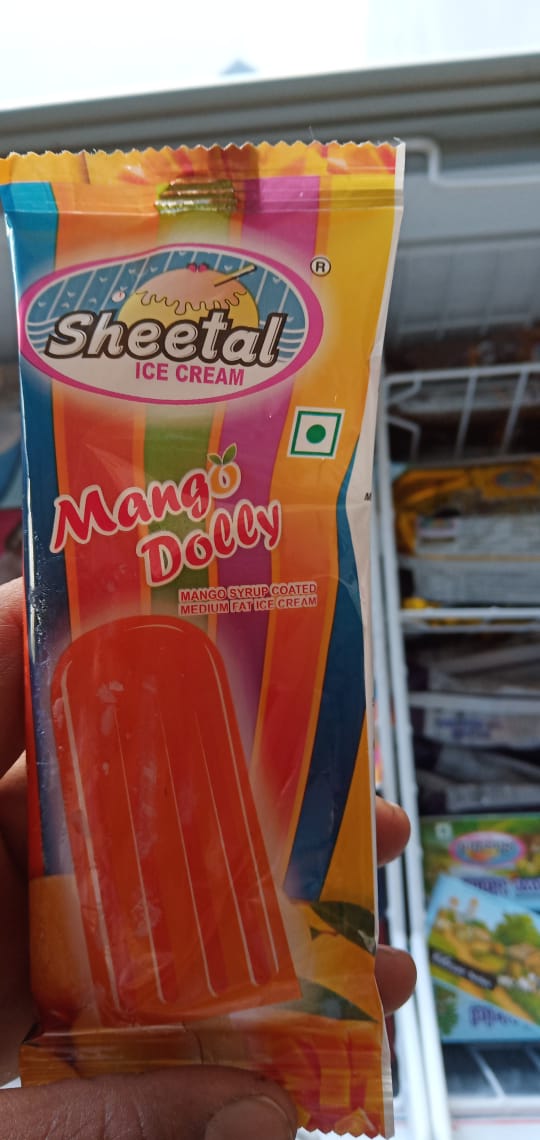 ®
Sheetal
ICE CREAM
Mango
Dolly
MANGO SYRUP COATED
MEDIUM FAT ICE CREAM